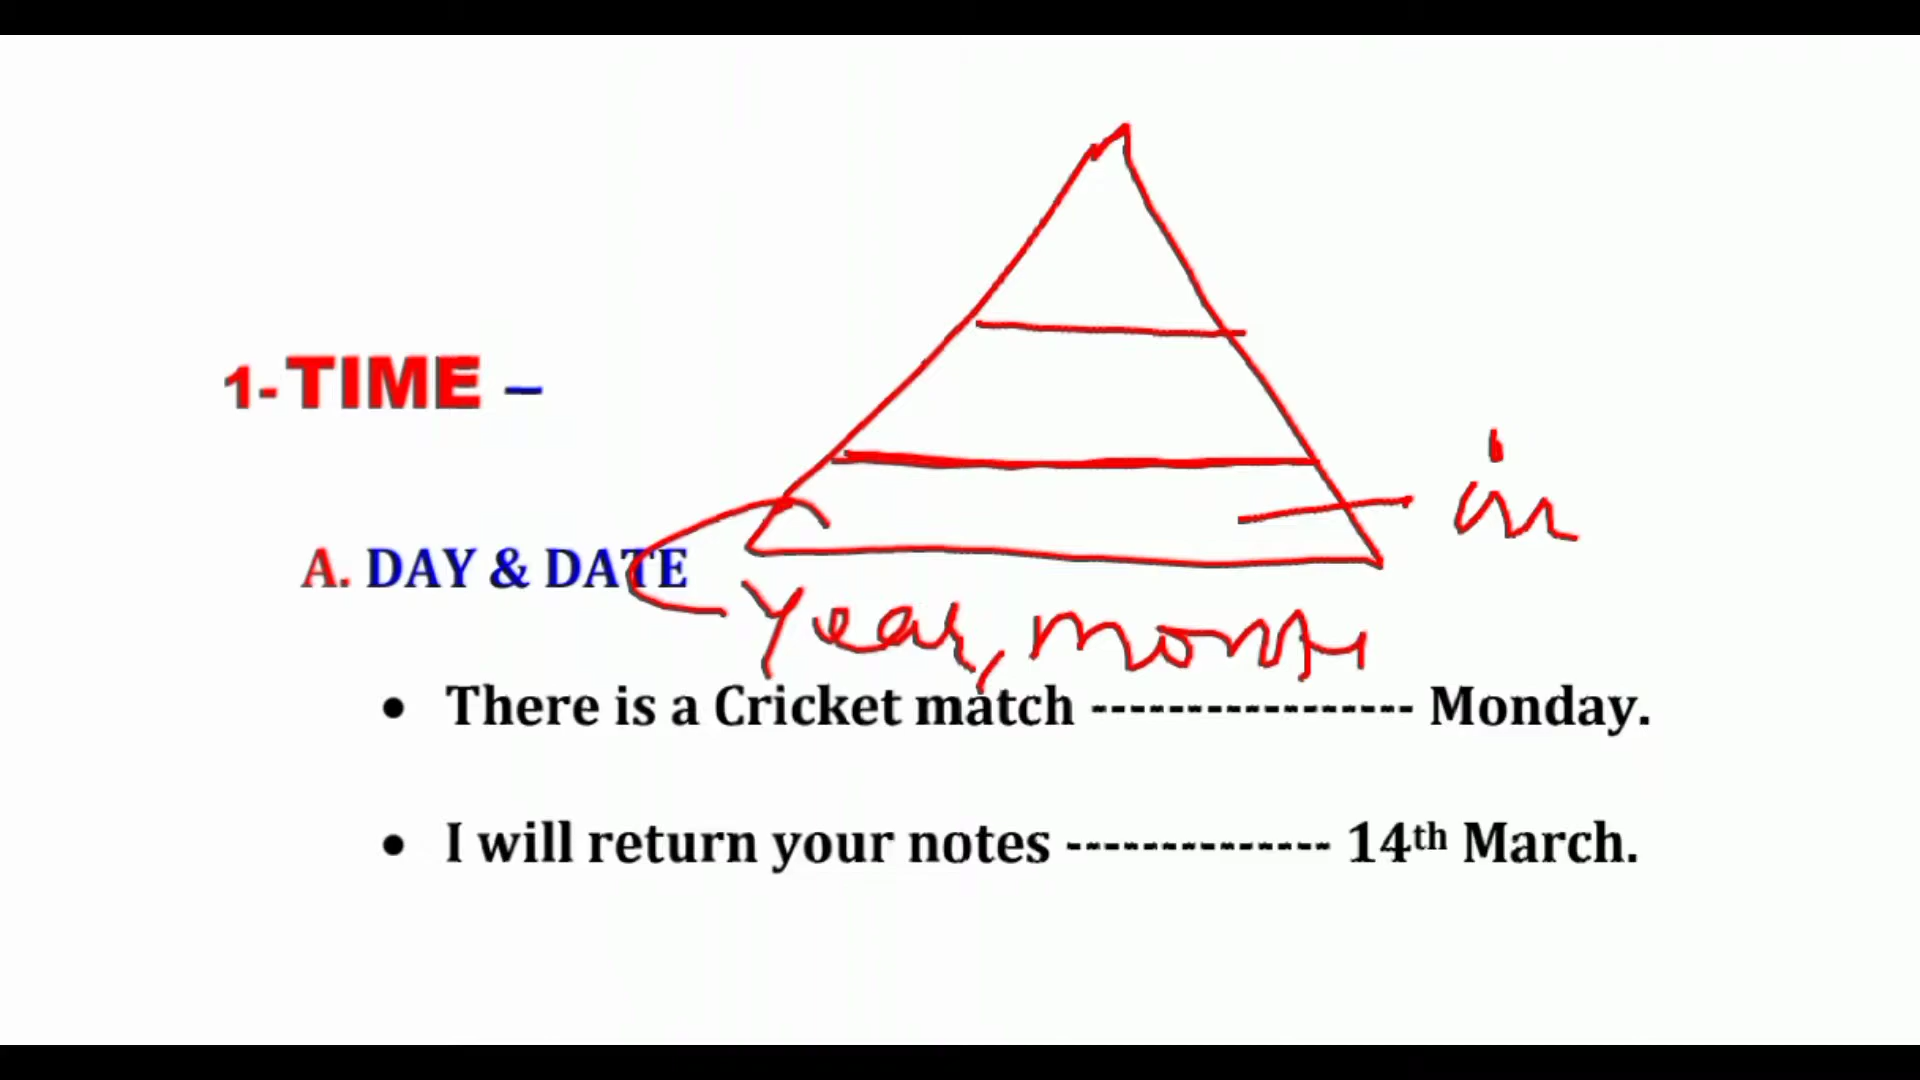 1- TIME –
in
A. DAY & DATE
Year, month
• There is a Cricket match ----------------- Monday.
• I will return your notes -------------- 14th March.